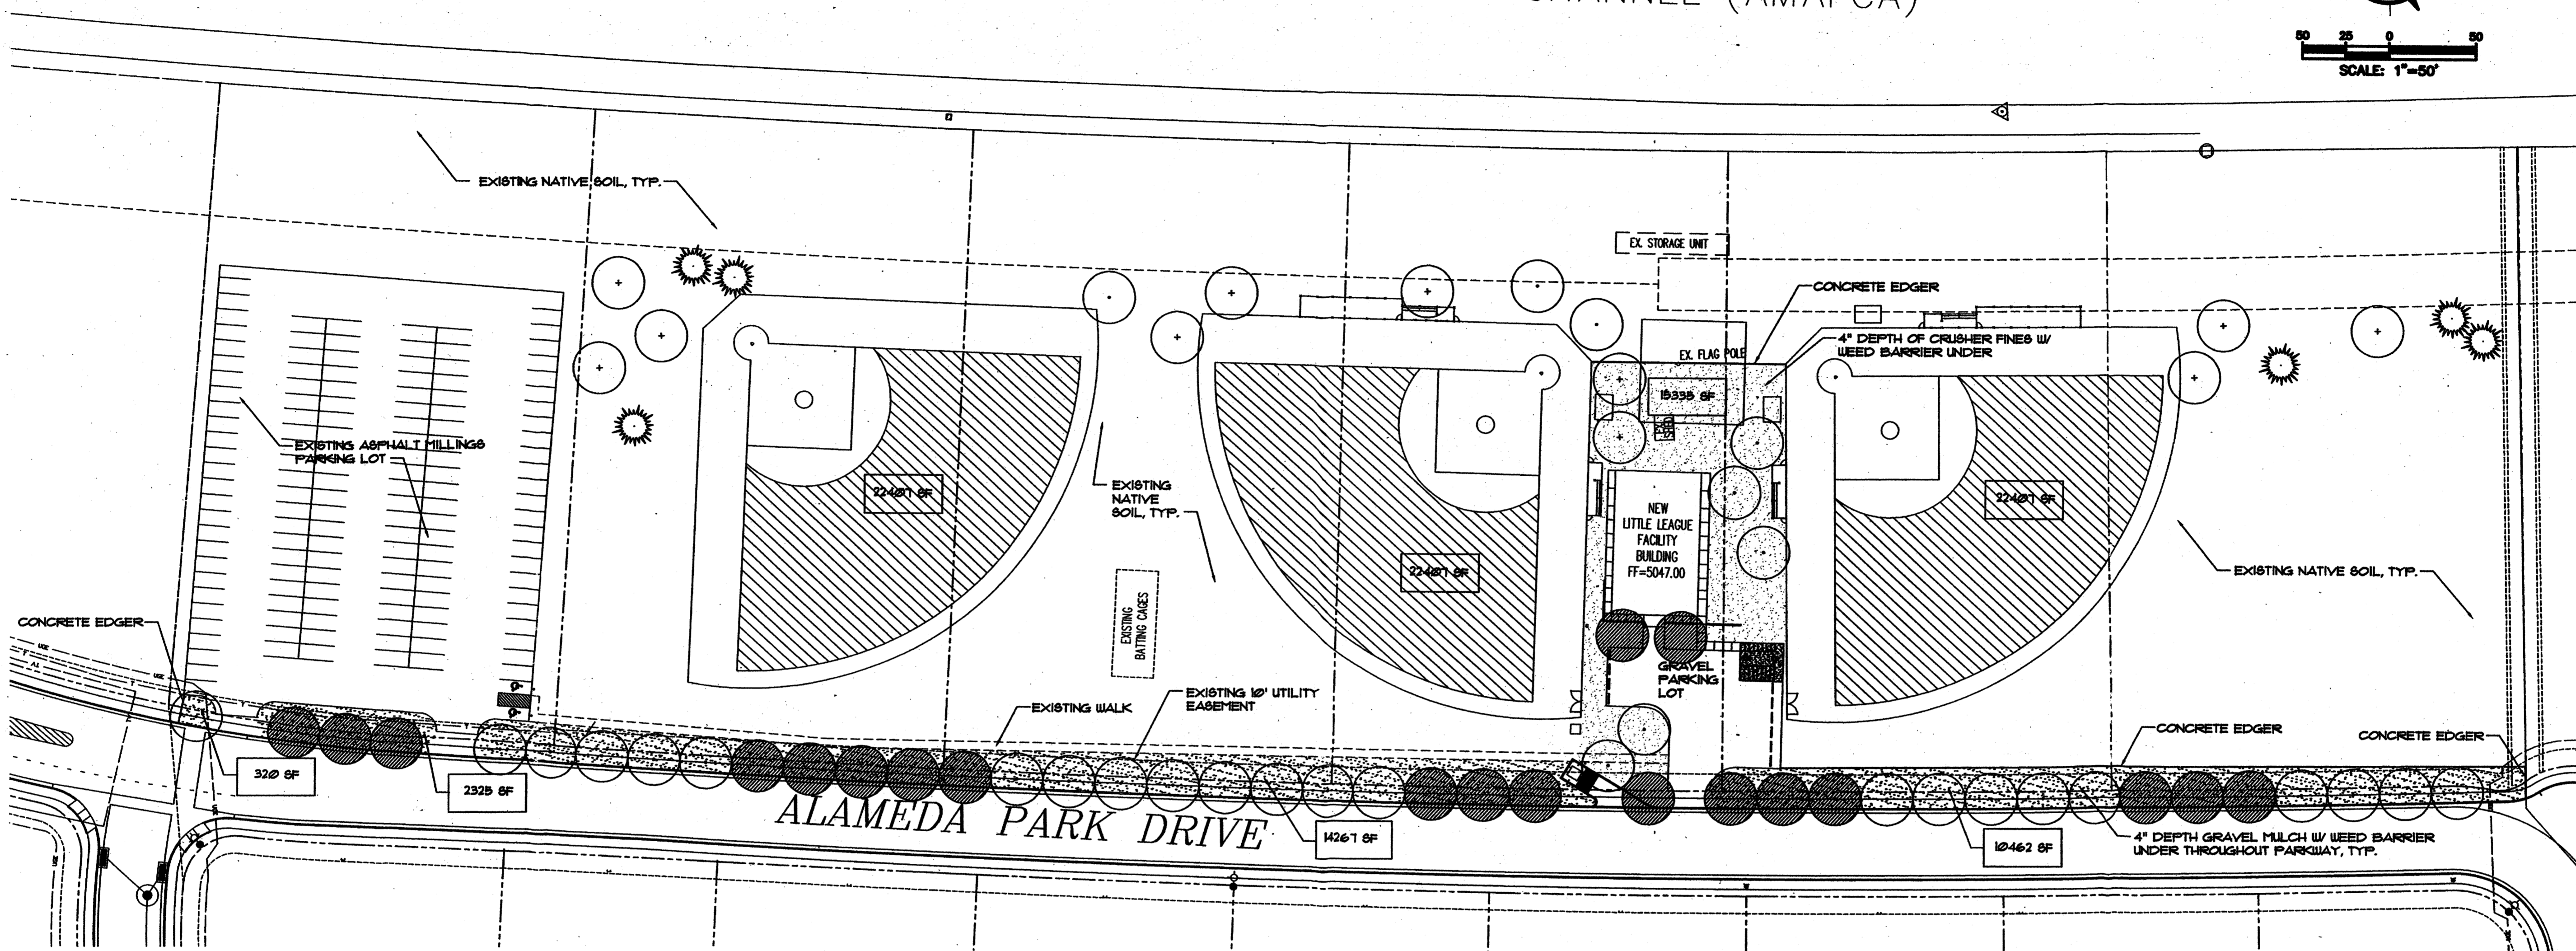 CHANNEL (AMAFCA)
50 25 0 50
SCALE: 1"=50'
EXISTING NATIVE SOIL, TYP.
EX. STORAGE UNIT
CONCRETE EDGER
4" DEPTH OF CRUSHER FINES W/
WEED BARRIER UNDER
EX. FLAG POLE
15335 SF
EXISTING ASPHALT MILLINGS
PARKING LOT
22407 SF
EXISTING
NATIVE
SOIL, TYP.
22407 SF
22407 SF
NEW
LITTLE LEAGUE
FACILITY
BUILDING
FF=5047.00
EXISTING NATIVE SOIL, TYP.
EXISTING
BATTING CAGES
CONCRETE EDGER
GRAVEL
PARKING
LOT
EXISTING WALK
EXISTING 10' UTILITY
EASEMENT
CONCRETE EDGER
CONCRETE EDGER
320 SF
2325 SF
ALAMEDA PARK DRIVE
14267 SF
10462 SF
4" DEPTH GRAVEL MULCH W/ WEED BARRIER
UNDER THROUGHOUT PARKWAY, TYP.